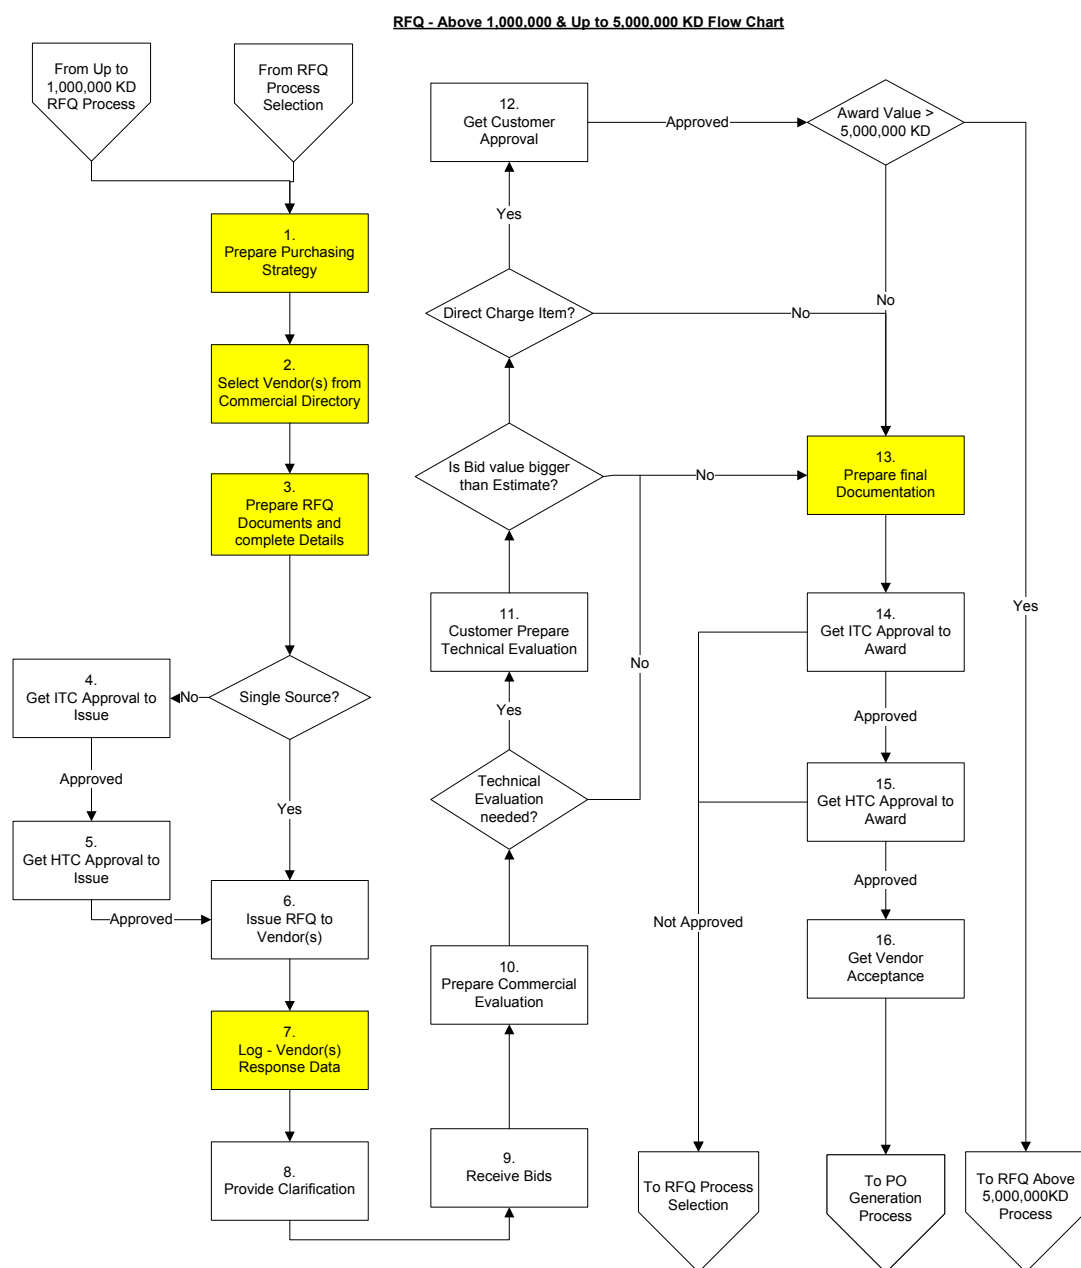 RFQ - Above 1,000,000 & Up to 5,000,000 KD Flow Chart
From Up to
1,000,000 KD
RFQ Process
From RFQ
Process
Selection
1.
Prepare Purchasing
Strategy
2.
Select Vendor(s) from
Commercial Directory
3.
Prepare RFQ
Documents and
complete Details
Single Source?
No
4.
Get ITC Approval to
Issue
Approved
5.
Get HTC Approval to
Issue
Approved
Yes
6.
Issue RFQ to
Vendor(s)
7.
Log - Vendor(s)
Response Data
8.
Provide Clarification
9.
Receive Bids
10.
Prepare Commercial
Evaluation
Technical
Evaluation
needed?
Yes
No
11.
Customer Prepare
Technical Evaluation
Is Bid value bigger
than Estimate?
No
Direct Charge Item?
No
Yes
12.
Get Customer
Approval
Approved
Award Value >
5,000,000 KD
No
Yes
13.
Prepare final
Documentation
14.
Get ITC Approval to
Award
Approved
15.
Get HTC Approval to
Award
Approved
Not Approved
16.
Get Vendor
Acceptance
To RFQ Process
Selection
To PO
Generation
Process
To RFQ Above
5,000,000KD
Process